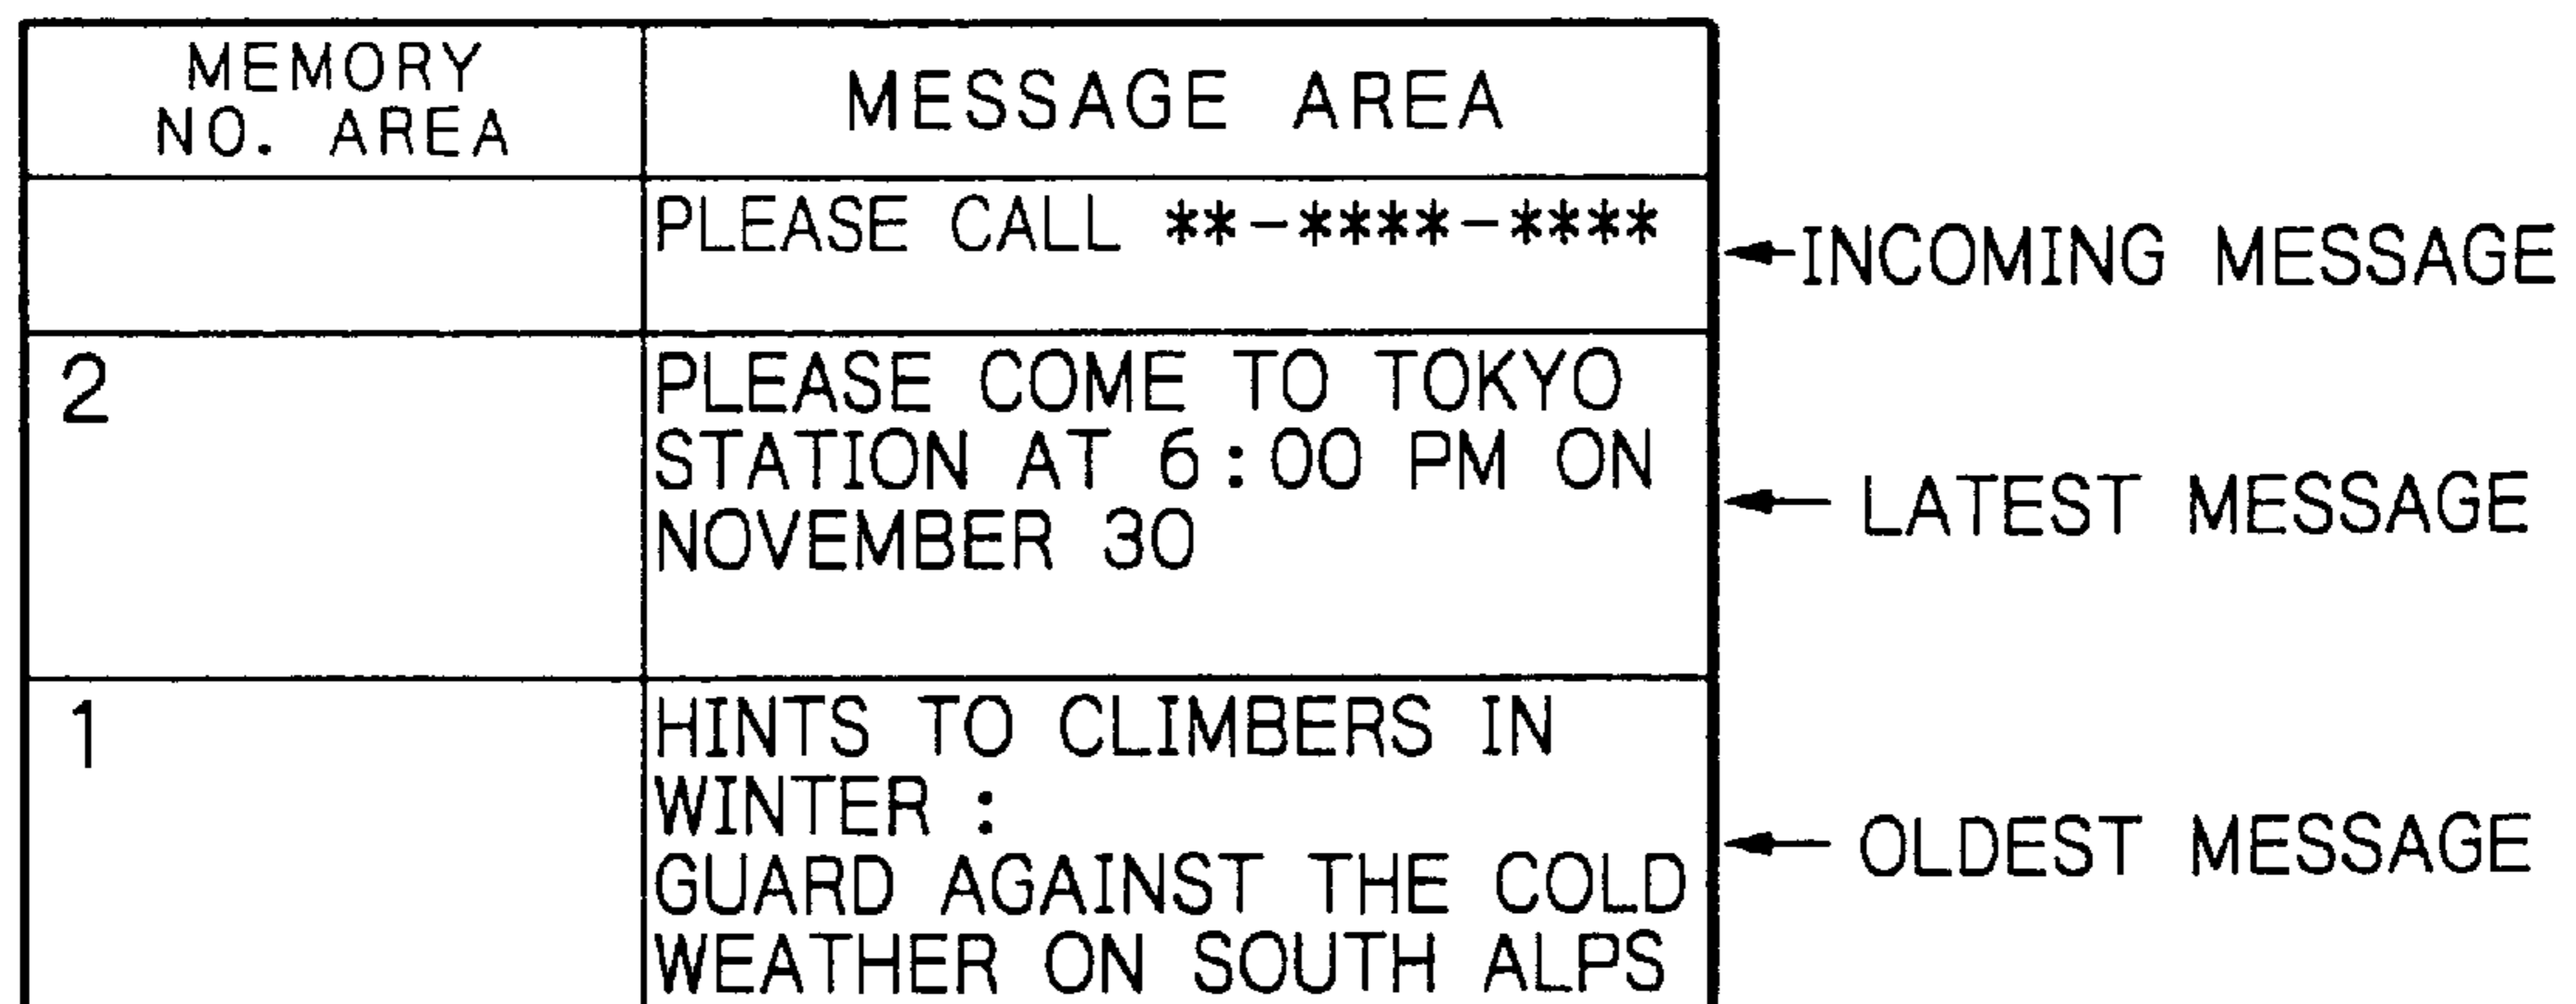 MEMORY
NO. AREA
MESSAGE AREA
PLEASE CALL **-****-****
INCOMING MESSAGE
2
PLEASE COME TO TOKYO
STATION AT 6:00 PM ON
NOVEMBER 30
LATEST MESSAGE
1
HINTS TO CLIMBERS IN
WINTER :
GUARD AGAINST THE COLD
WEATHER ON SOUTH ALPS
OLDEST MESSAGE